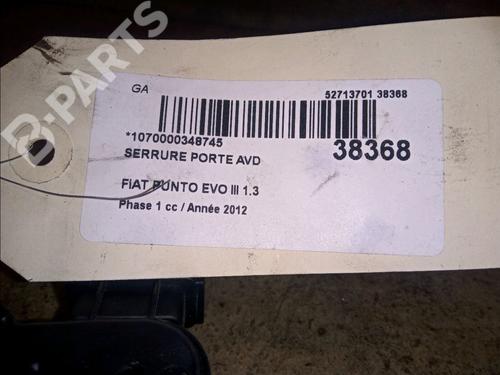 B-PARTS
GA
52713701 38368
*1070000348745
38368
SERRURE PORTE AVD
FIAT PUNTO EVO III 1.3
Phase 1 cc / Année 2012